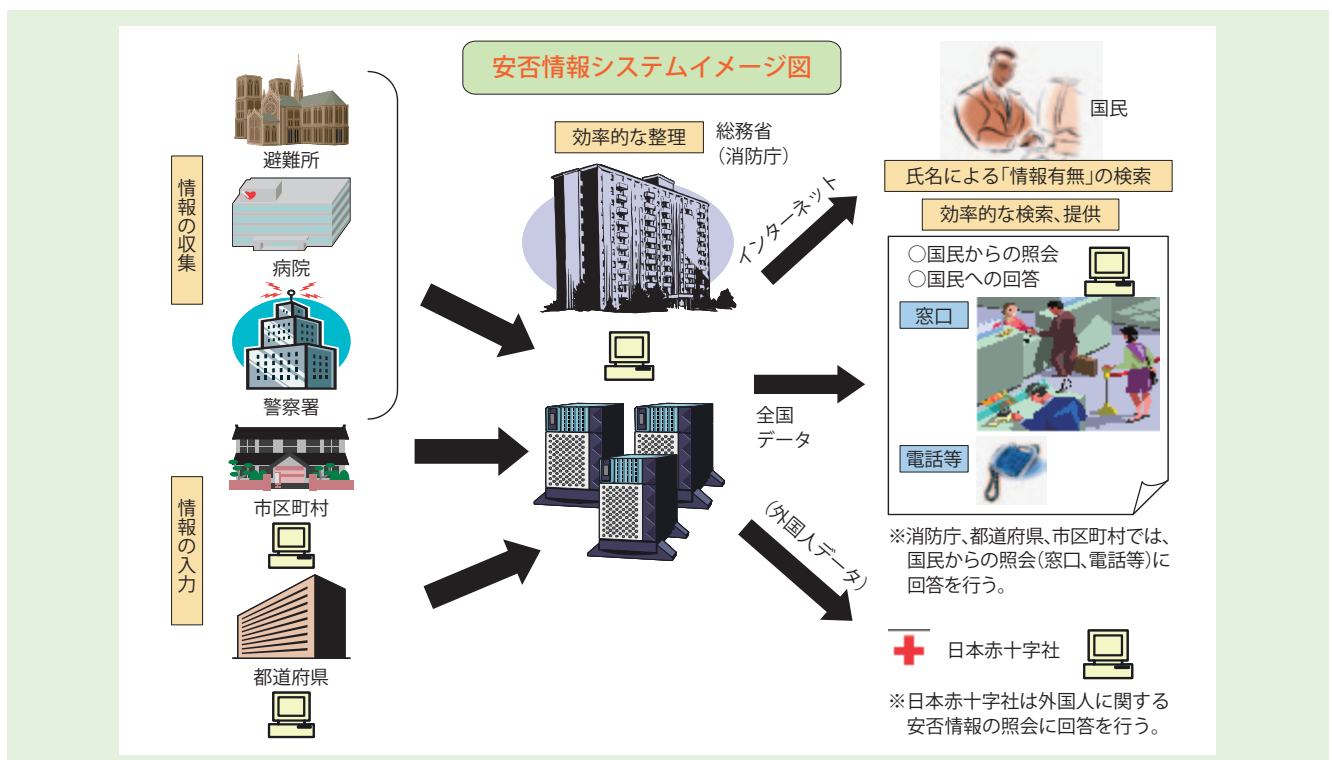 安否情報システムイメージ図
情報の収集
避難所
病院
警察署
情報の入力
市区町村
都道府県
効率的な整理
総務省
（消防庁）
インターネット
全国
データ
（外国人データ）
国民
氏名による「情報有無」の検索
効率的な検索、提供
○国民からの照会
○国民への回答
窓口
電話等
※消防庁、都道府県、市区町村では、
国民からの照会（窓口、電話等）に
回答を行う。
日本赤十字社
※日本赤十字社は外国人に関する
安否情報の照会に回答を行う。